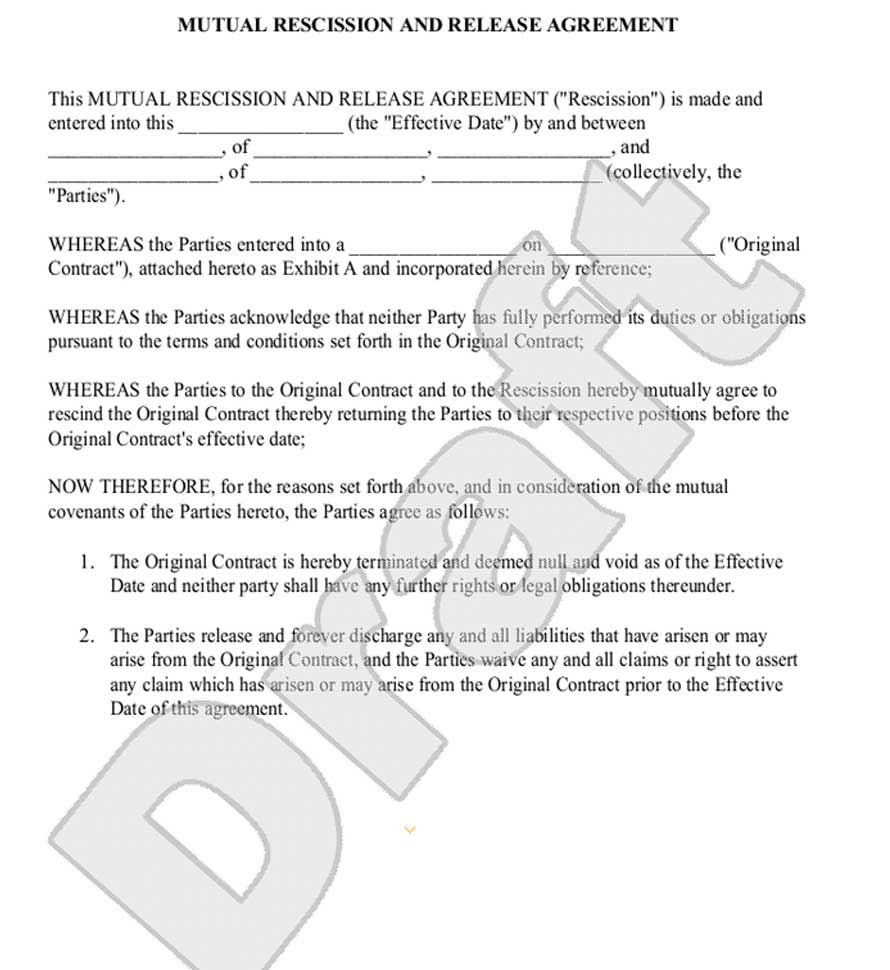 MUTUAL RESCISSION AND RELEASE AGREEMENT
This MUTUAL RESCISSION AND RELEASE AGREEMENT ("Rescission") is made and
entered into this _________________ (the "Effective Date") by and between
__________________, of __________________, __________________, and
__________________, of __________________, __________________ (collectively, the
"Parties").
WHEREAS the Parties entered into a __________________ on __________________ ("Original
Contract"), attached hereto as Exhibit A and incorporated herein by reference;
WHEREAS the Parties acknowledge that neither Party has fully performed its duties or obligations
pursuant to the terms and conditions set forth in the Original Contract;
WHEREAS the Parties to the Original Contract and to the Rescission hereby mutually agree to
rescind the Original Contract thereby returning the Parties to their respective positions before the
Original Contract's effective date;
NOW THEREFORE, for the reasons set forth above, and in consideration of the mutual
covenants of the Parties hereto, the Parties agree as follows:
1. The Original Contract is hereby terminated and deemed null and void as of the Effective
Date and neither party shall have any further rights or legal obligations thereunder.
2. The Parties release and forever discharge any and all liabilities that have arisen or may
arise from the Original Contract, and the Parties waive any and all claims or right to assert
any claim which has arisen or may arise from the Original Contract prior to the Effective
Date of this agreement.
Draft